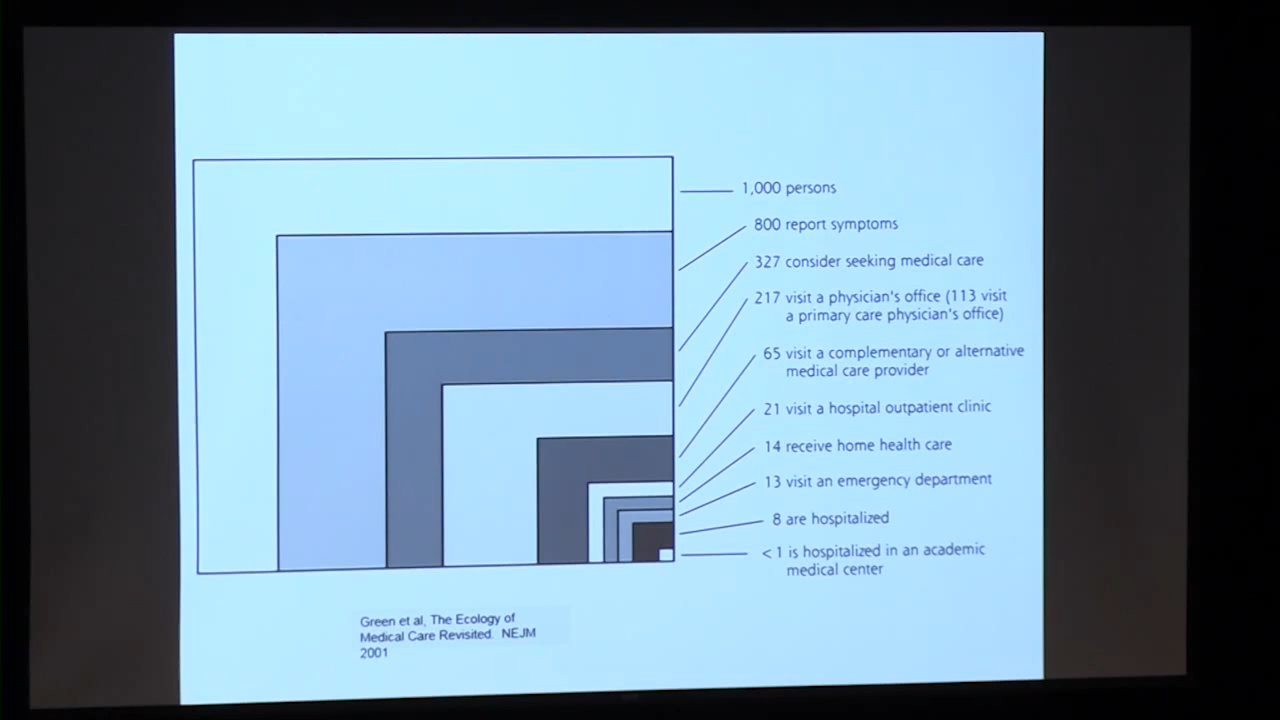 1,000 persons
800 report symptoms
327 consider seeking medical care
217 visit a physician's office (113 visit
a primary care physician's office)
65 visit a complementary or alternative
medical care provider
21 visit a hospital outpatient clinic
14 receive home health care
13 visit an emergency department
8 are hospitalized
<1 is hospitalized in an academic
medical center
Green et al, The Ecology of
Medical Care Revisited. NEJM
2001